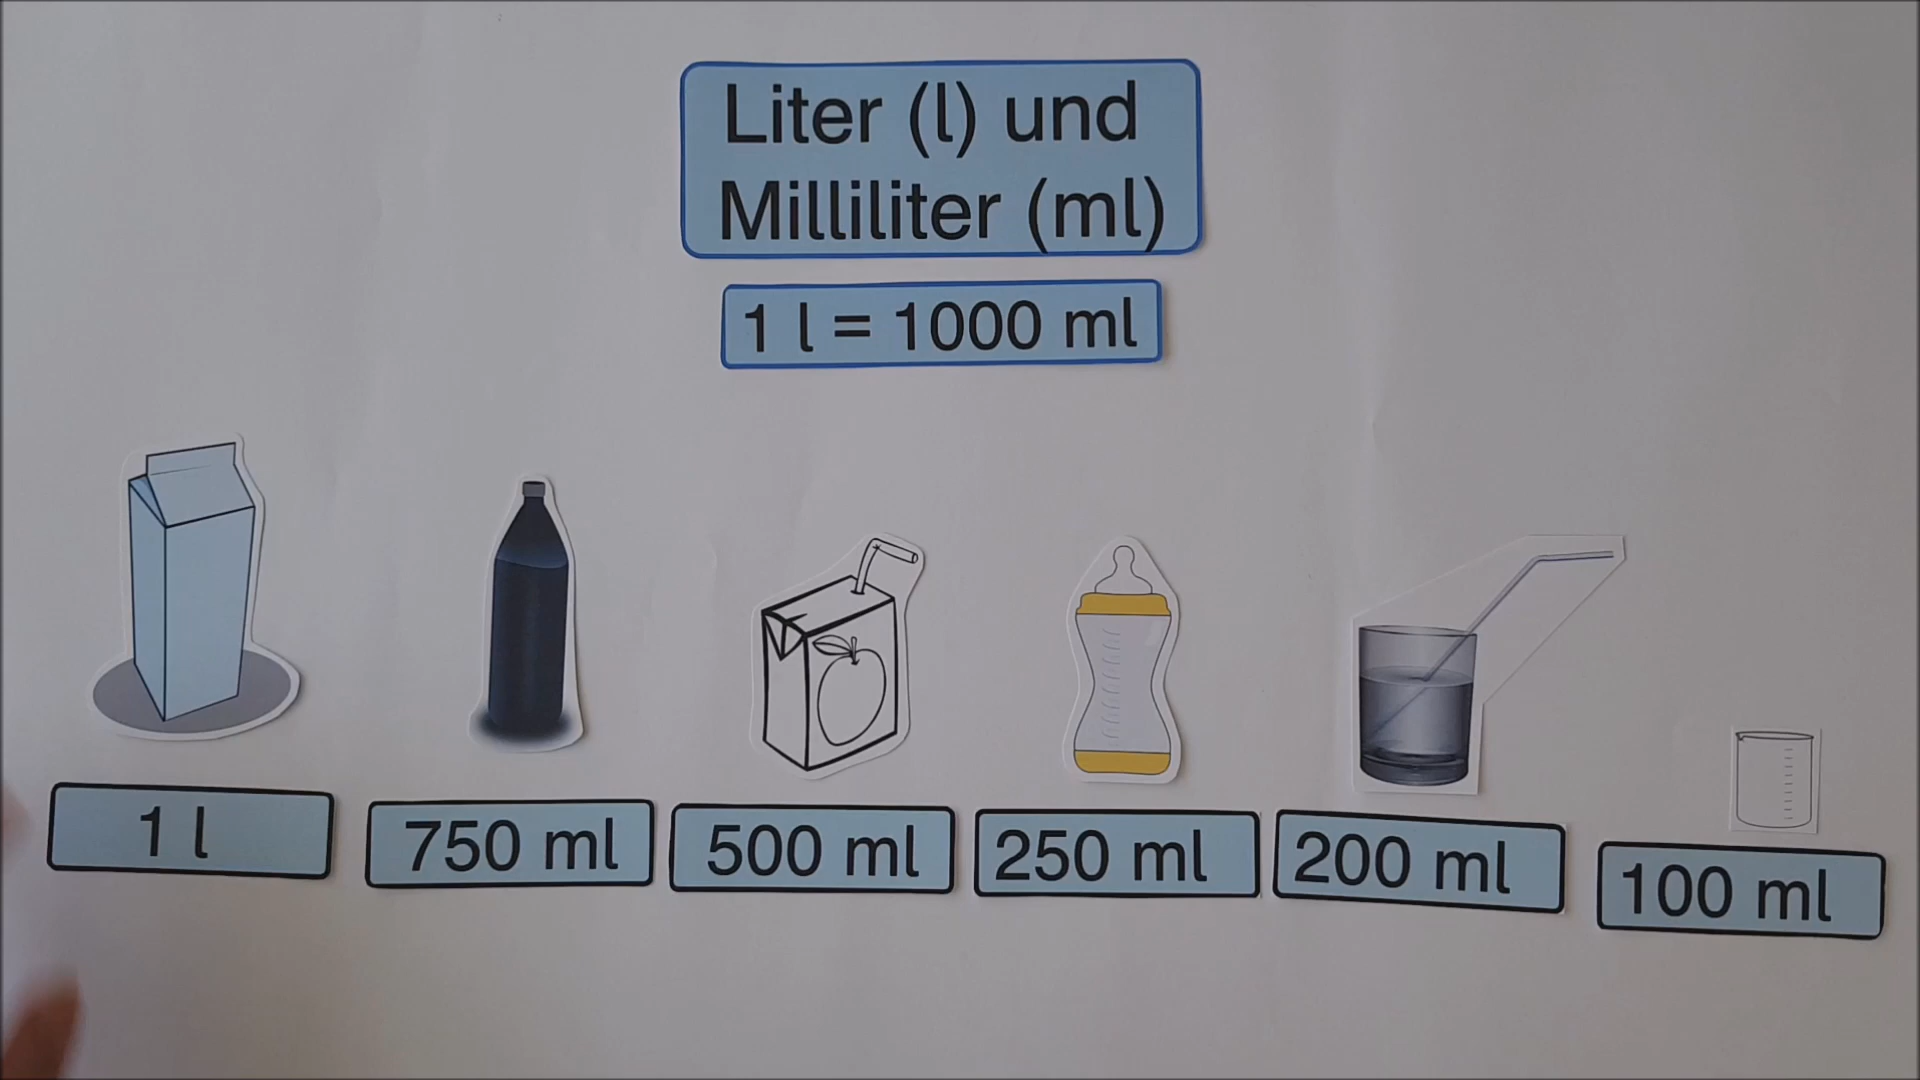 Liter (l) und
Milliliter (ml)
1 l = 1000 ml
1 l
750 ml
500 ml
250 ml
200 ml
100 ml